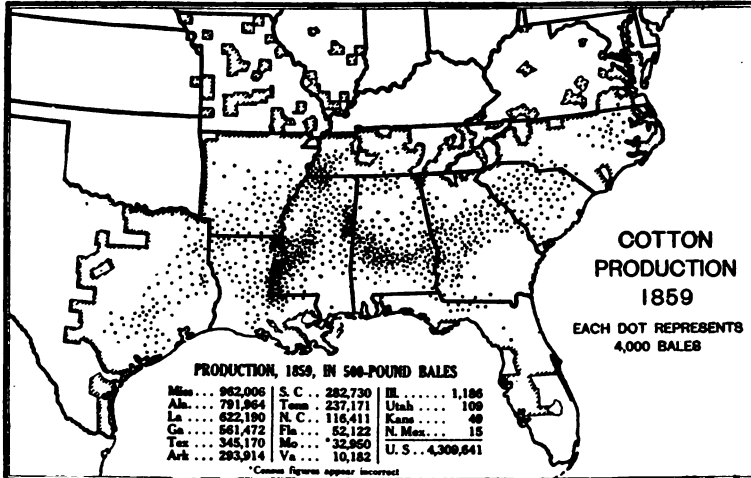 COTTON
PRODUCTION
1859
EACH DOT REPRESENTS
4,000 BALES
PRODUCTION, 1859, IN 500-POUND BALES
Miss... 962,006 S. C .. 282,730 Ill. ...... 1,186
Ala.... 791,964 Tenn . 237,171 Utah .... 109
La .... 622,190 N. C .. 116,411 Kans .... 49
Ga .... 561,472 Fla .... 52,122 N. Mex... 15
Tex ... 345,170 Mo ... *32,950 U. S .. 4,309,641
Ark ... 293,914 Va .... 10,182
*Census figures appear incorrect